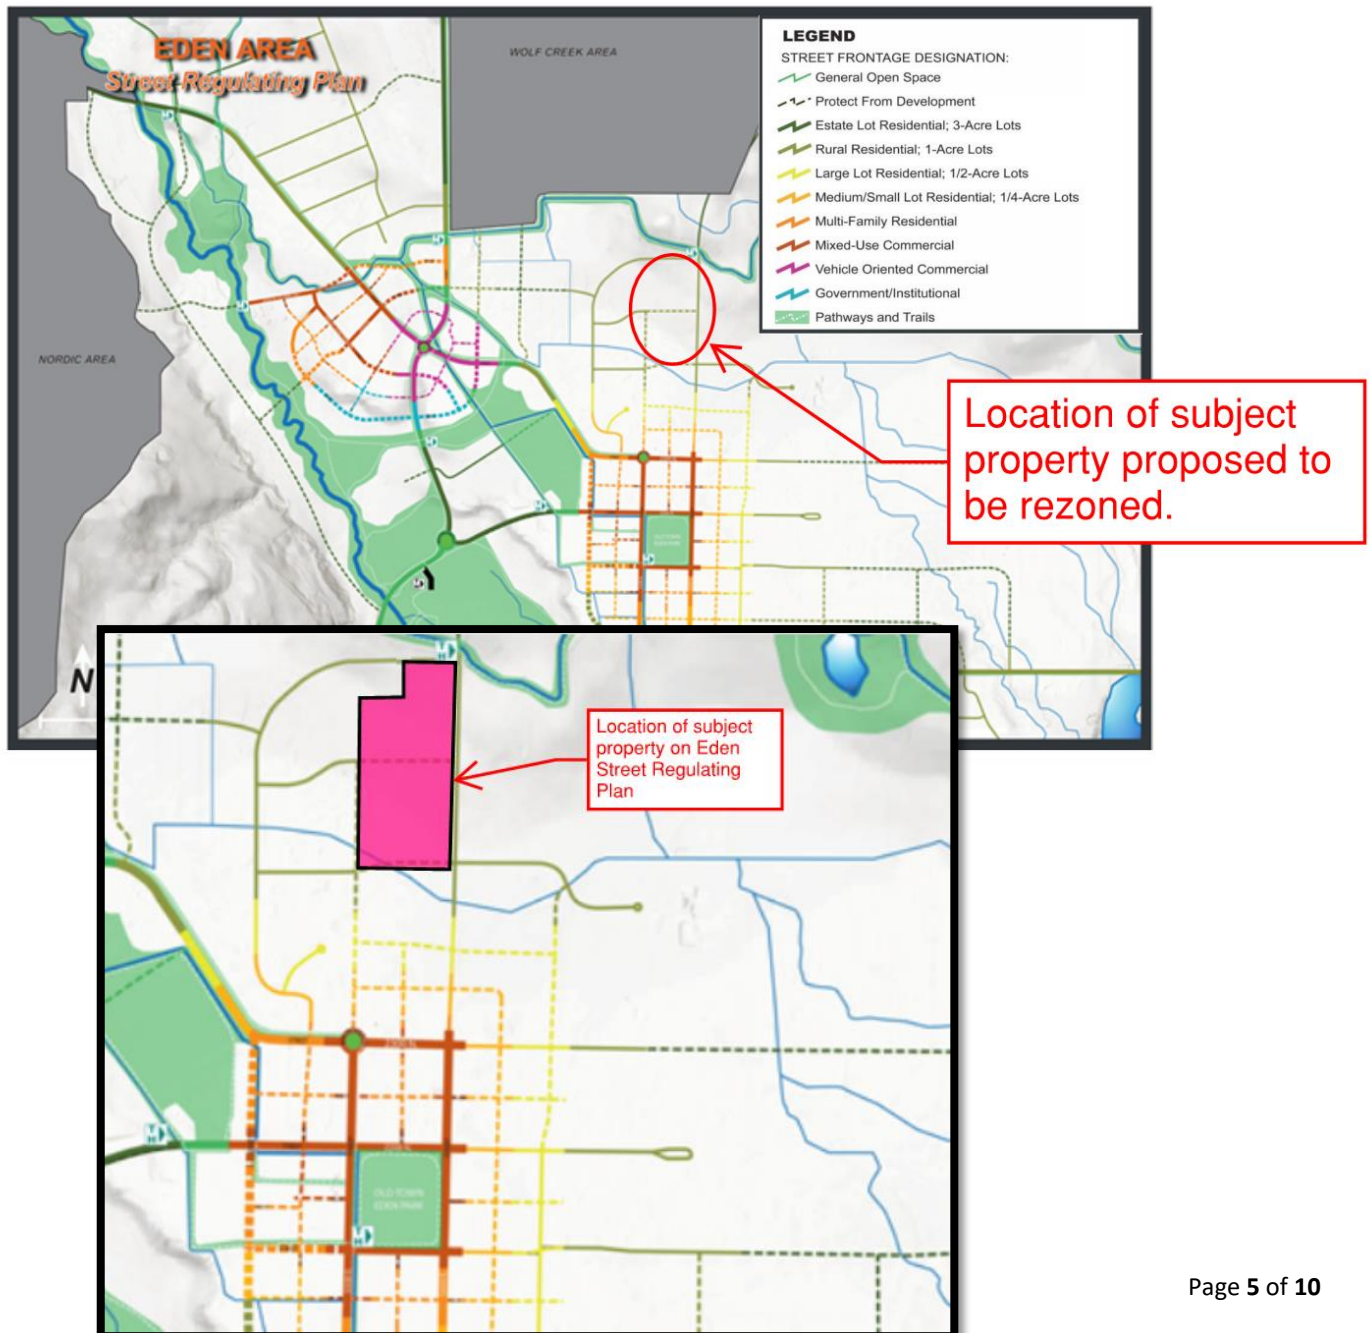 EDEN AREA
Street Regulating Plan
WOLF CREEK AREA
LEGEND
STREET FRONTAGE DESIGNATION:
General Open Space
Protect From Development
Estate Lot Residential; 3-Acre Lots
Rural Residential; 1-Acre Lots
Large Lot Residential; 1/2-Acre Lots
Medium/Small Lot Residential; 1/4-Acre Lots
Multi-Family Residential
Mixed-Use Commercial
Vehicle Oriented Commercial
Government/Institutional
Pathways and Trails
NORDIC AREA
Location of subject
property proposed to
be rezoned.
N
Location of subject
property on Eden
Street Regulating
Plan
OLD TOWN
EDEN PARK
Page 5 of 10